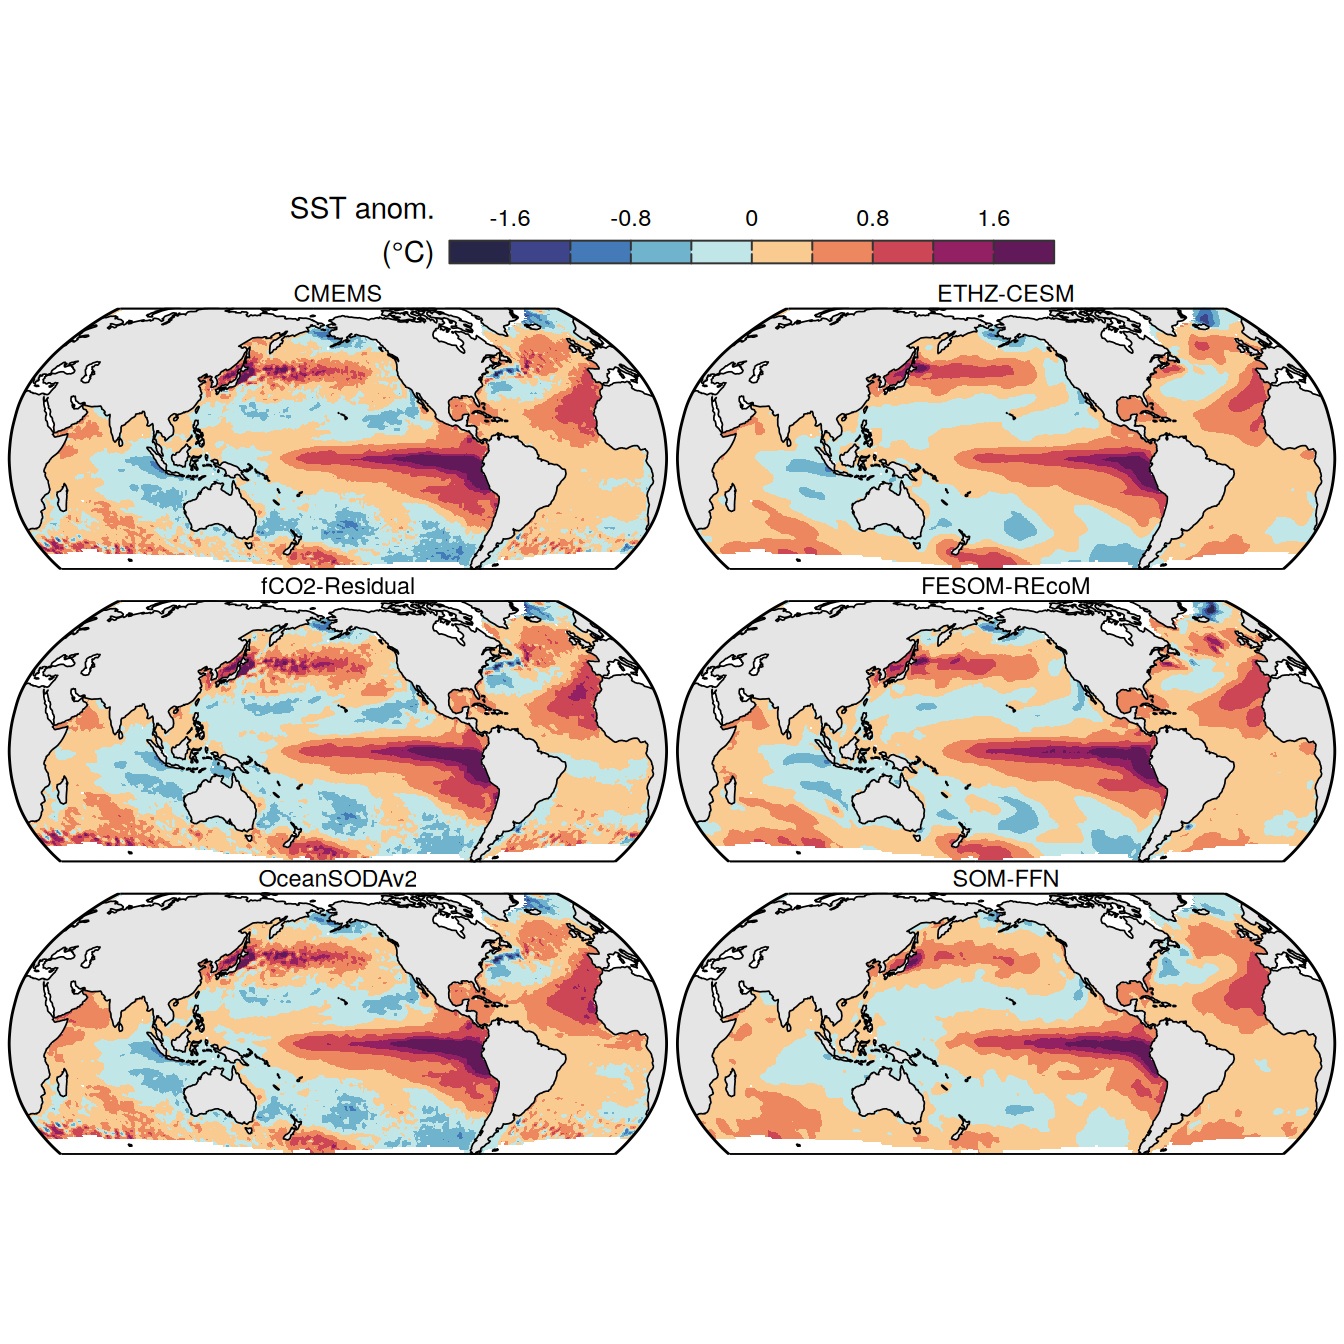 SST anom.
(°C)
-1.6 -0.8 0 0.8 1.6
CMEMS ETHZ-CESM
fCO2-Residual FESOM-REcoM
OceanSODAv2 SOM-FFN